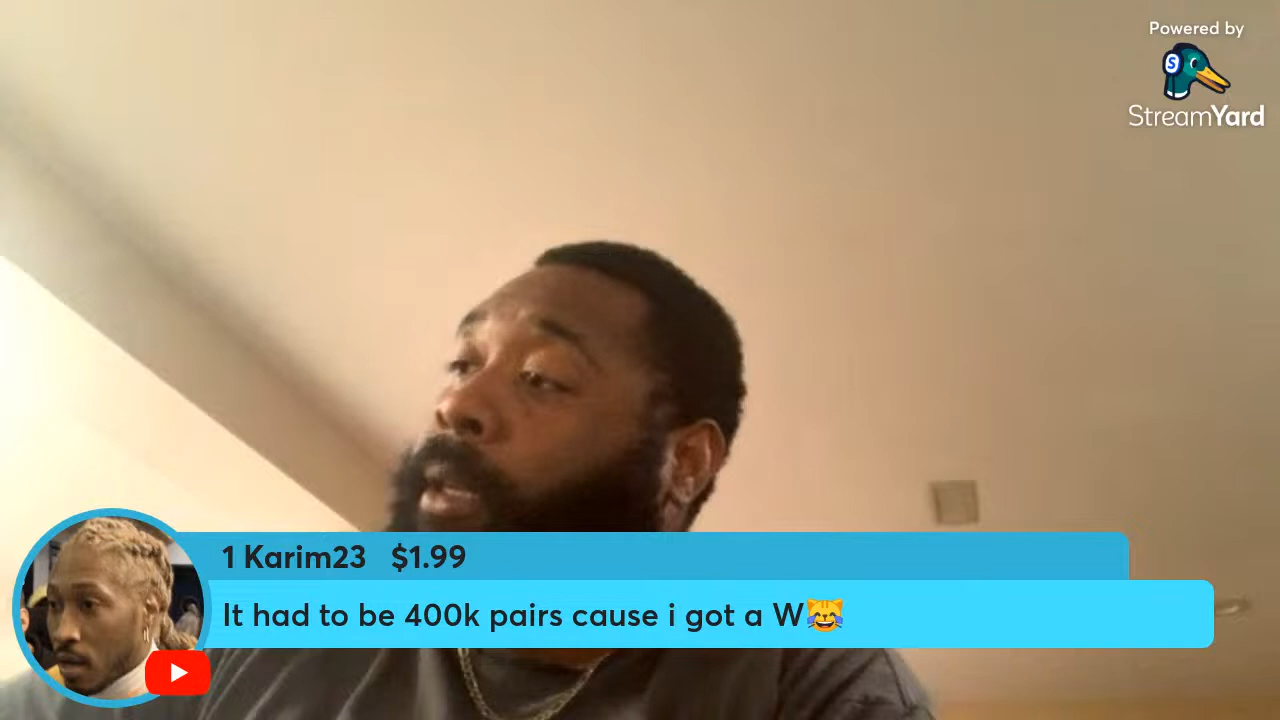 Powered by
StreamYard
1 Karim23 $1.99
It had to be 400k pairs cause i got a W😹